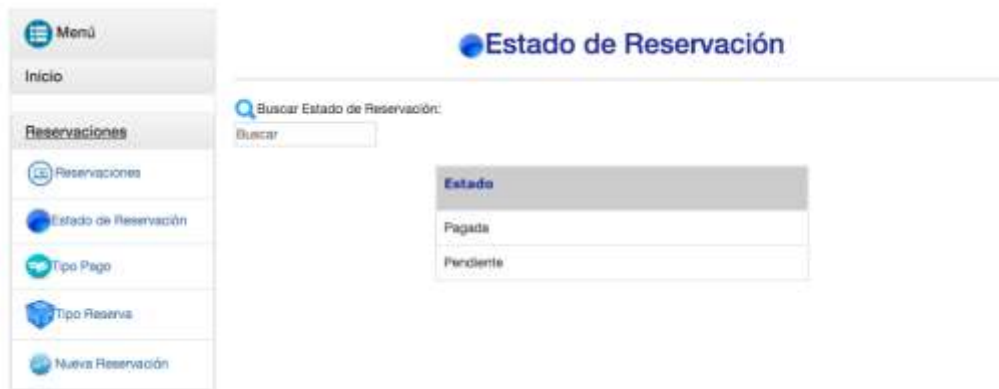 Menú
Inicio
Reservaciones
Reservaciones
Estado de Reservación
Tipo Pago
Tipo Reserva
Nueva Reservación
Estado de Reservación
Buscar Estado de Reservación:
Buscar
Estado
Pagada
Pendiente